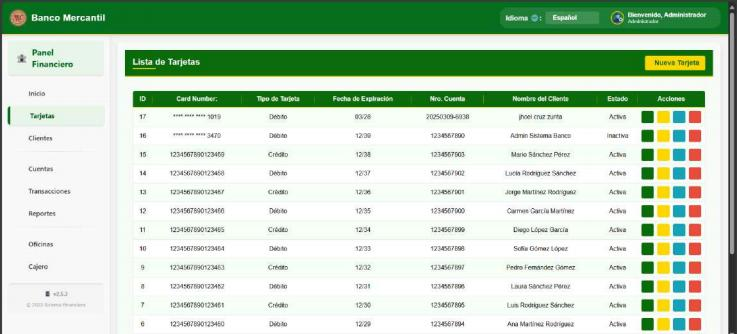 Banco Mercantil
Idioma : Español
Bienvenido, Administrador
Administrador
Panel Financiero
Inicio
Tarjetas
Clientes
Cuentas
Transacciones
Reportes
Oficinas
Cajero
v2.5.2
Lista de Tarjetas
Nueva Tarjeta
ID Card Number: Tipo de Tarjeta Fecha de Expiración Nro. Cuenta Nombre del Cliente Estado Acciones
17 **** **** **** 1019 Débito 03/28 20250309-6938 jhoel cruz zurita Activa
16 **** **** **** 3470 Débito 12/39 1234567890 Admin Sistema Banco Inactiva
15 1234567890123469 Crédito 12/38 1234567903 Mario Sánchez Pérez Activa
14 1234567890123468 Débito 12/37 1234567902 Lucía Rodríguez Sánchez Activa
13 1234567890123467 Crédito 12/36 1234567901 Jorge Martínez Rodríguez Activa
12 1234567890123466 Débito 12/35 1234567900 Carmen García Martínez Activa
11 1234567890123465 Crédito 12/34 1234567899 Diego López García Activa
10 1234567890123464 Débito 12/33 1234567898 Sofía Gómez López Activa
9 1234567890123463 Crédito 12/32 1234567897 Pedro Fernández Gómez Activa
8 1234567890123462 Débito 12/31 1234567896 Laura Sánchez Pérez Activa
7 1234567890123461 Crédito 12/30 1234567895 Luis Rodríguez Sánchez Activa
6 1234567890123460 Débito 12/29 1234567894 Ana Martínez Rodríguez Activa